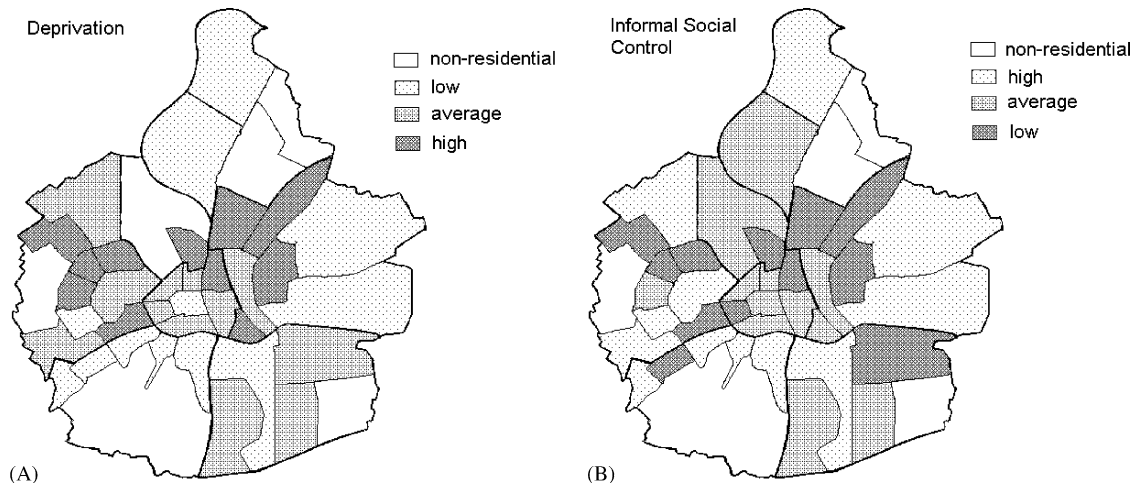 Deprivation
non-residential
low
average
high
(A)
Informal Social
Control
non-residential
high
average
low
(B)